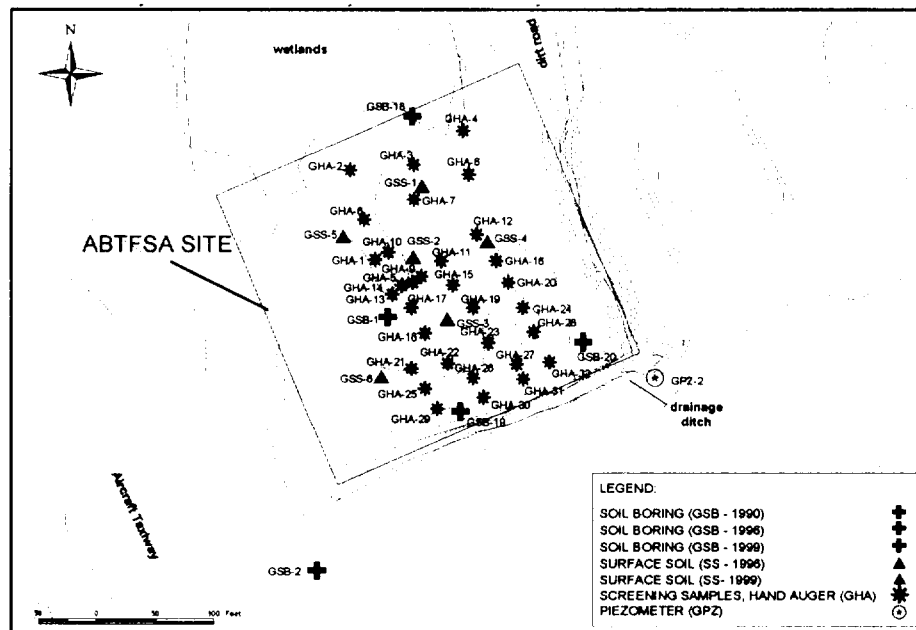 N
wetlands
dirt road
GSB-18
GHA-4
GHA-3
GHA-2
GHA-8
GSS-1
GHA-7
GHA-6
GHA-12
GSS-5
GHA-10
GSS-2
GSS-4
ABTFSA SITE
GHA-11
GHA-1
GHA-16
GHA-9
GHA-5
GHA-15
GHA-14
GHA-20
GHA-13
GHA-17
GHA-19
GHA-24
GSB-1
GSS-3
GHA-28
GHA-18
GHA-23
GSB-20
GHA-22
GHA-27
GHA-21
GHA-26
GHA-32
GSS-6
GPZ-2
GHA-25
GHA-31
GHA-30
drainage
ditch
GHA-29
GSB-19
Aircraft Taxiway
GSB-2
50 0 50 100 Feet
LEGEND:
SOIL BORING (GSB - 1990)
SOIL BORING (GSB - 1996)
SOIL BORING (GSB - 1999)
SURFACE SOIL (SS - 1996)
SURFACE SOIL (SS- 1999)
SCREENING SAMPLES, HAND AUGER (GHA)
PIEZOMETER (GPZ)